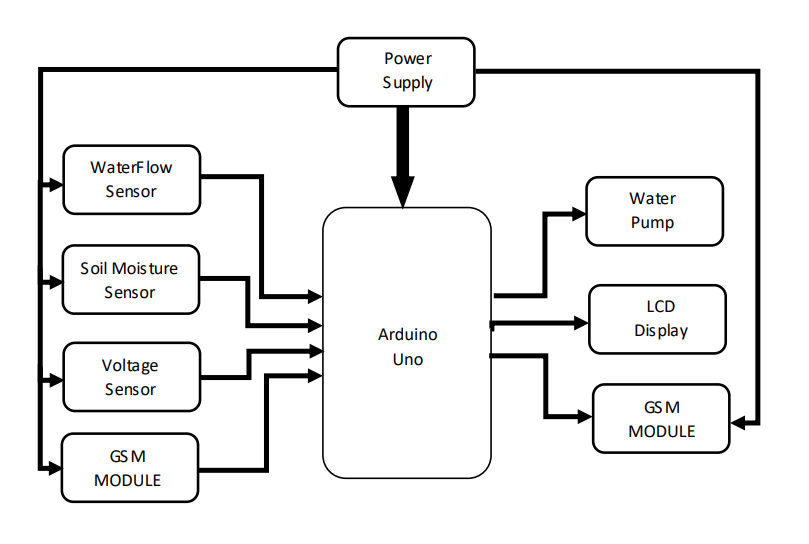 Power
Supply
WaterFlow
Sensor
Soil Moisture
Sensor
Voltage
Sensor
GSM
MODULE
Arduino
Uno
Water
Pump
LCD
Display
GSM
MODULE